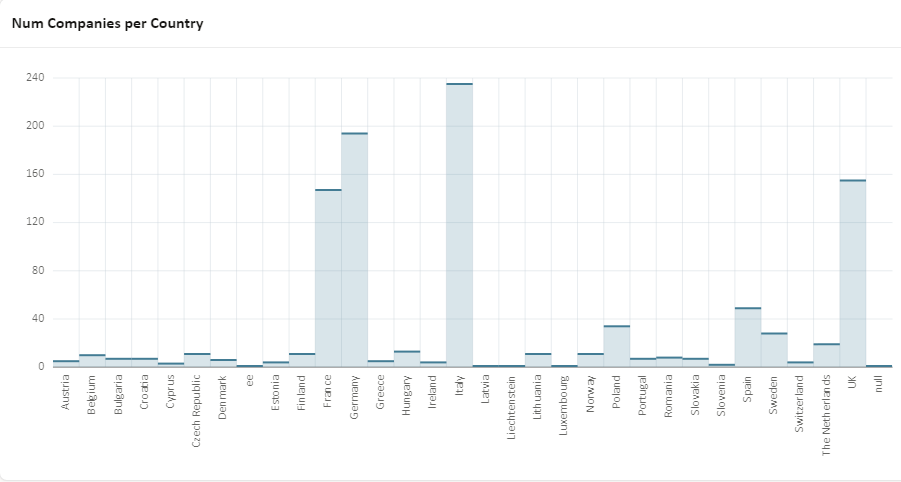 Num Companies per Country
240
200
160
120
80
40
0
Austria
Belgium
Bulgaria
Croatia
Cyprus
Czech Republic
Denmark
ee
Estonia
Finland
France
Germany
Greece
Hungary
Ireland
Italy
Latvia
Liechtenstein
Lithuania
Luxembourg
Norway
Poland
Portugal
Romania
Slovakia
Slovenia
Spain
Sweden
Switzerland
The Netherlands
UK
null